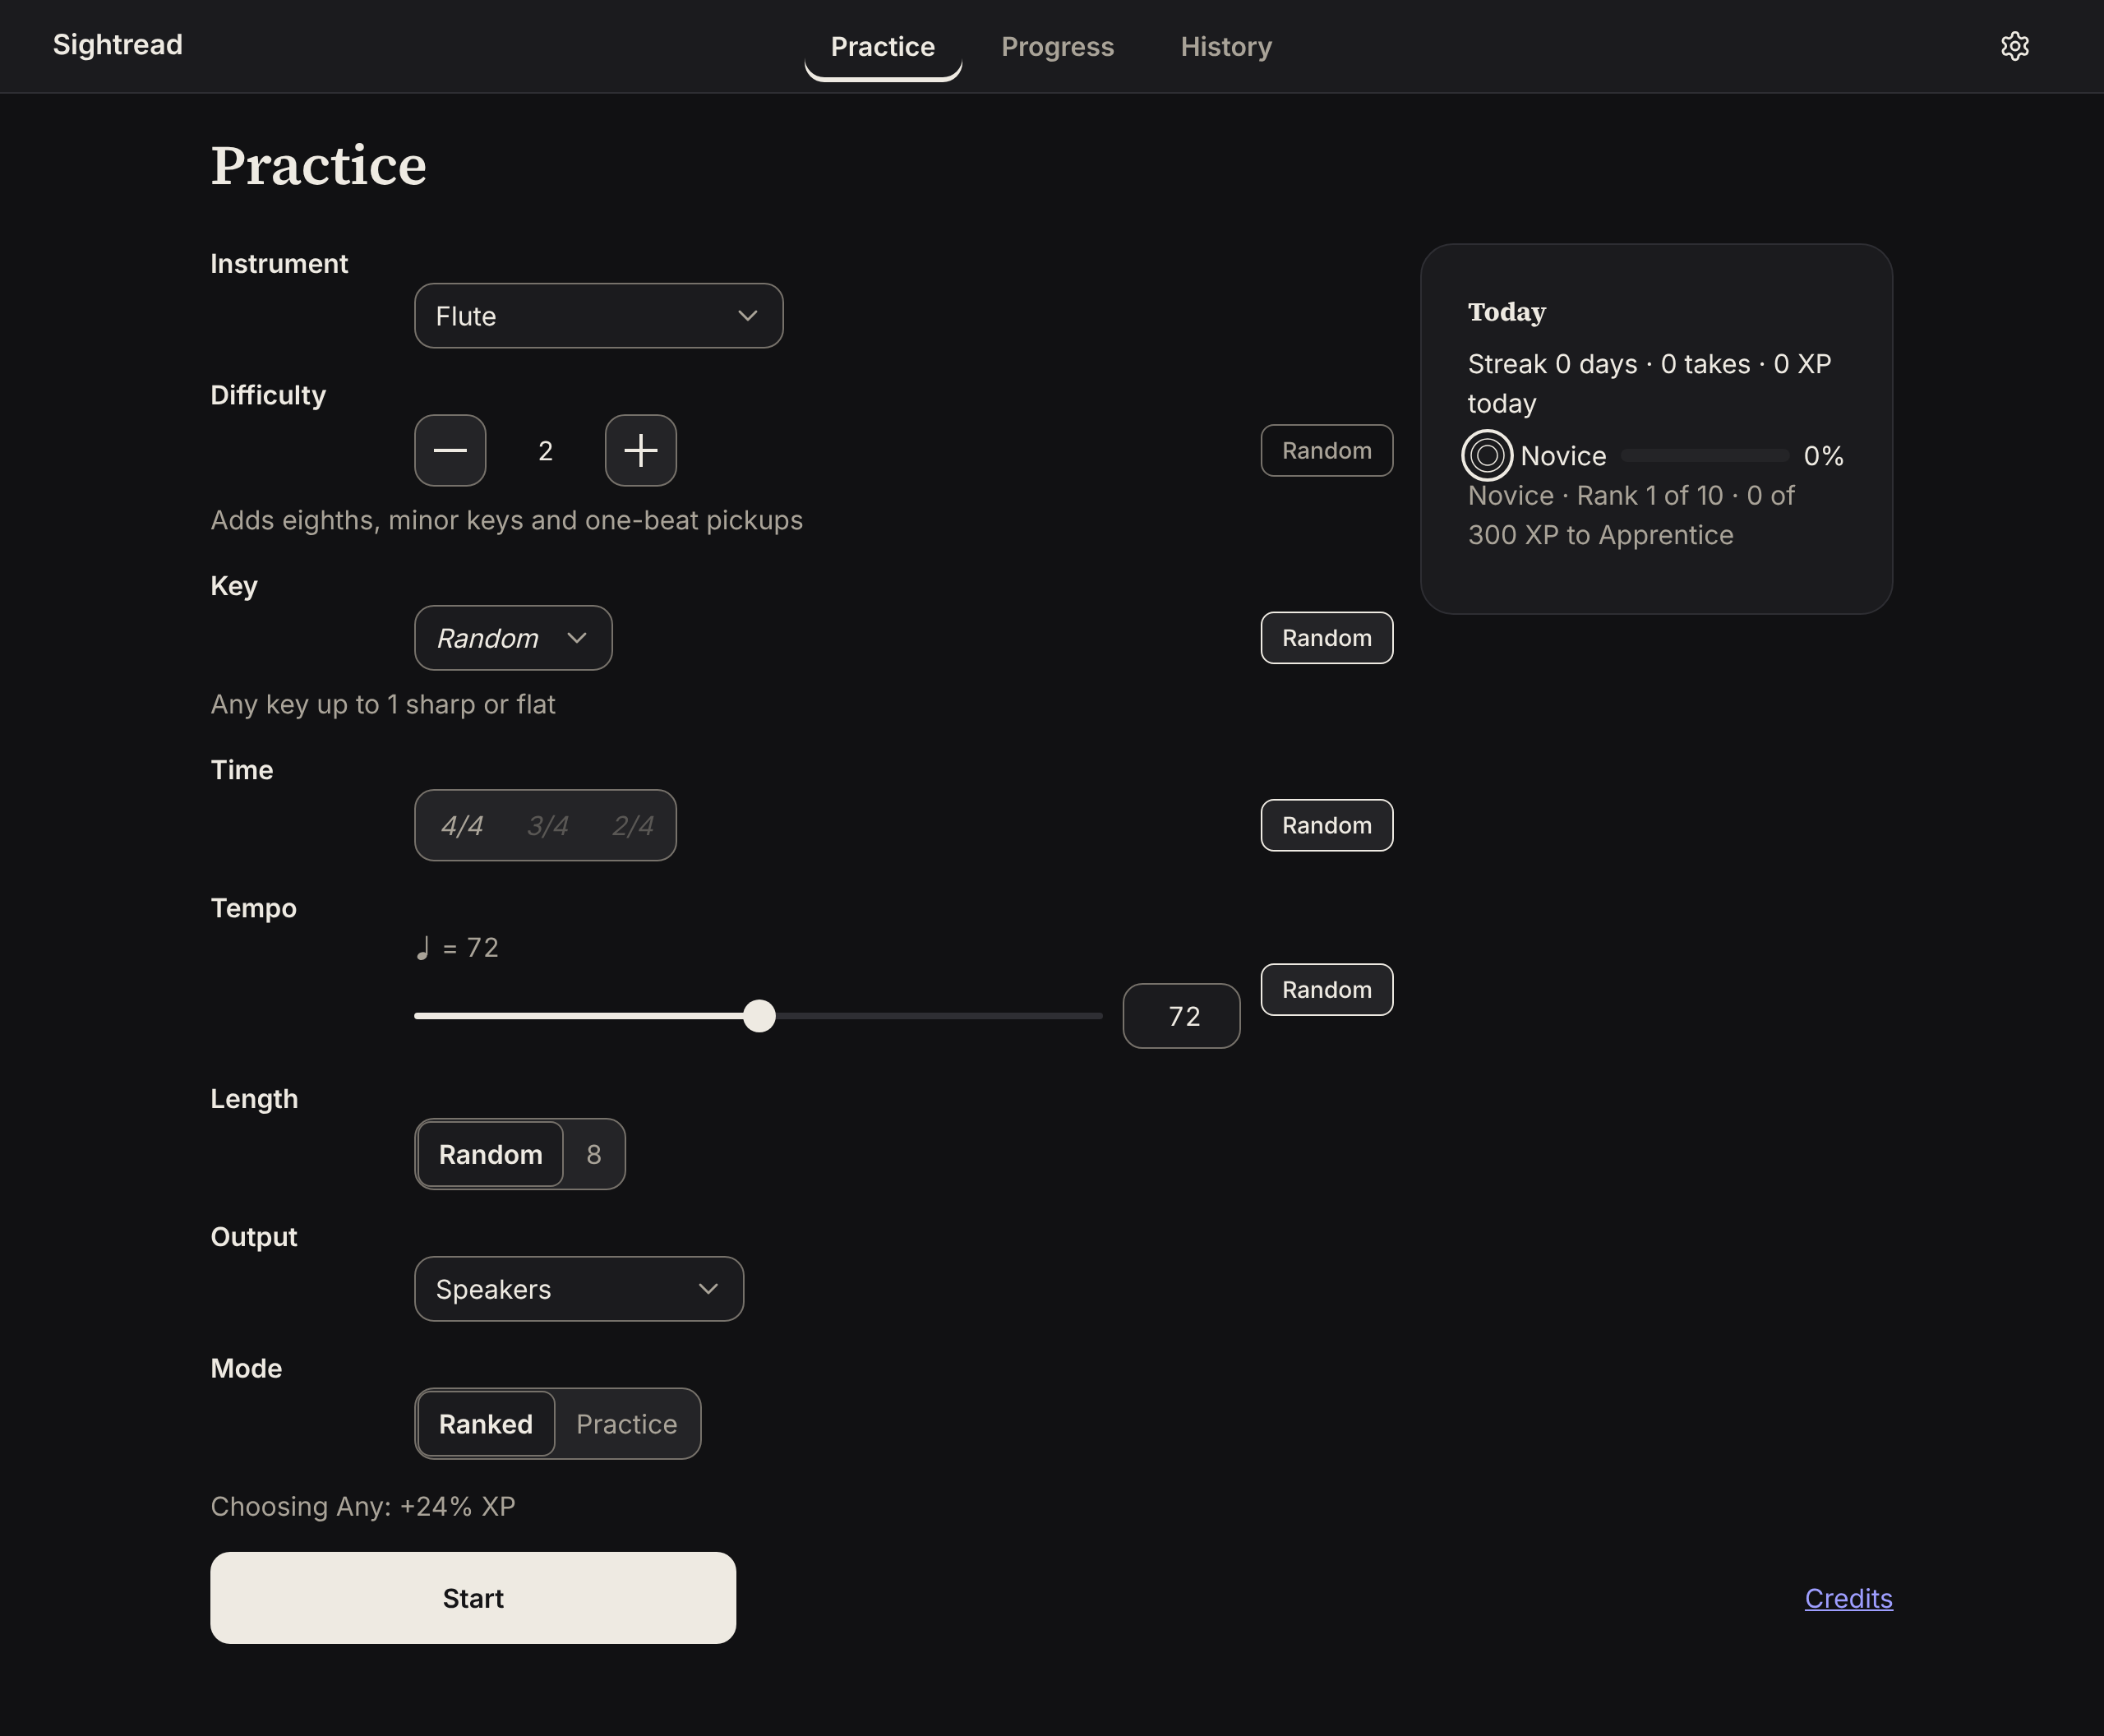 Sightread
Practice Progress History
Practice
Instrument
Flute
Difficulty
2
Random
Adds eighths, minor keys and one-beat pickups
Key
Random
Random
Any key up to 1 sharp or flat
Time
4/4 3/4 2/4
Random
Tempo
♩ = 72
72
Random
Length
Random 8
Output
Speakers
Mode
Ranked Practice
Choosing Any: +24% XP
Start
Today
Streak 0 days · 0 takes · 0 XP
today
Novice 0%
Novice · Rank 1 of 10 · 0 of
300 XP to Apprentice
Credits